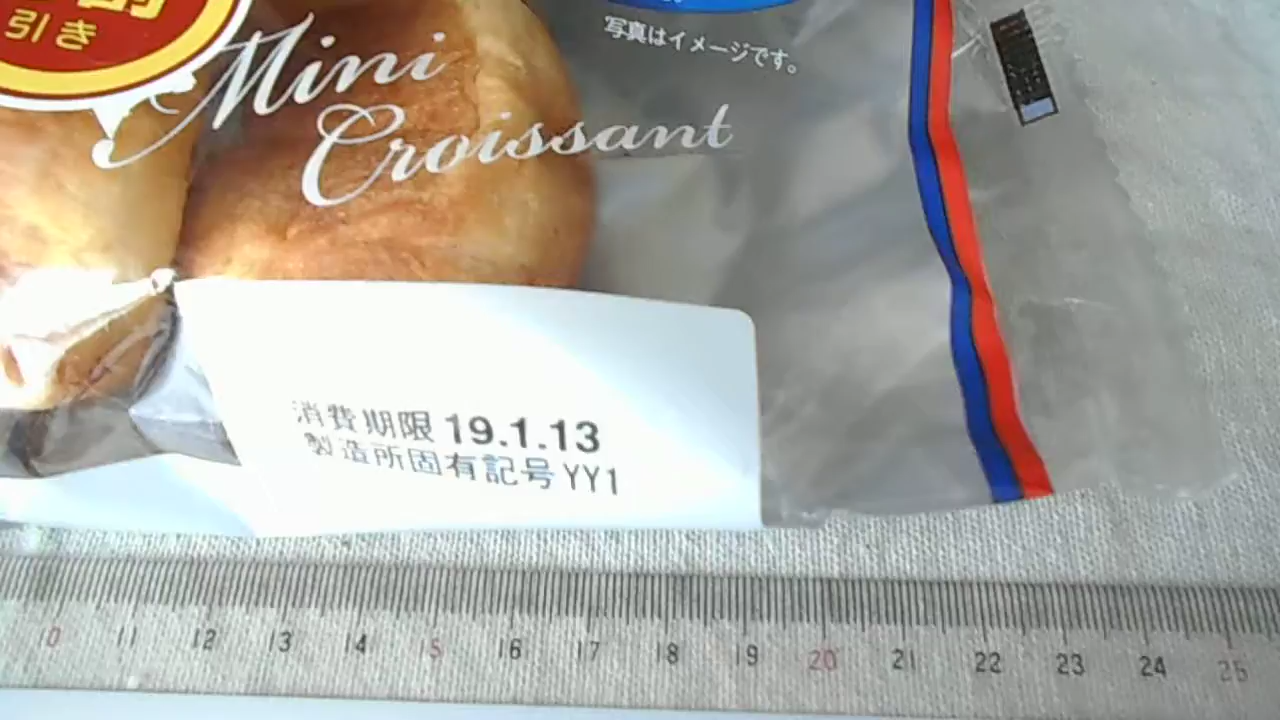 引き
写真はイメージです。
Mini
Croissant
消費期限 19.1.13
製造所固有記号 YY1
10 11 12 13 14 15 16 17 18 19 20 21 22 23 24 25